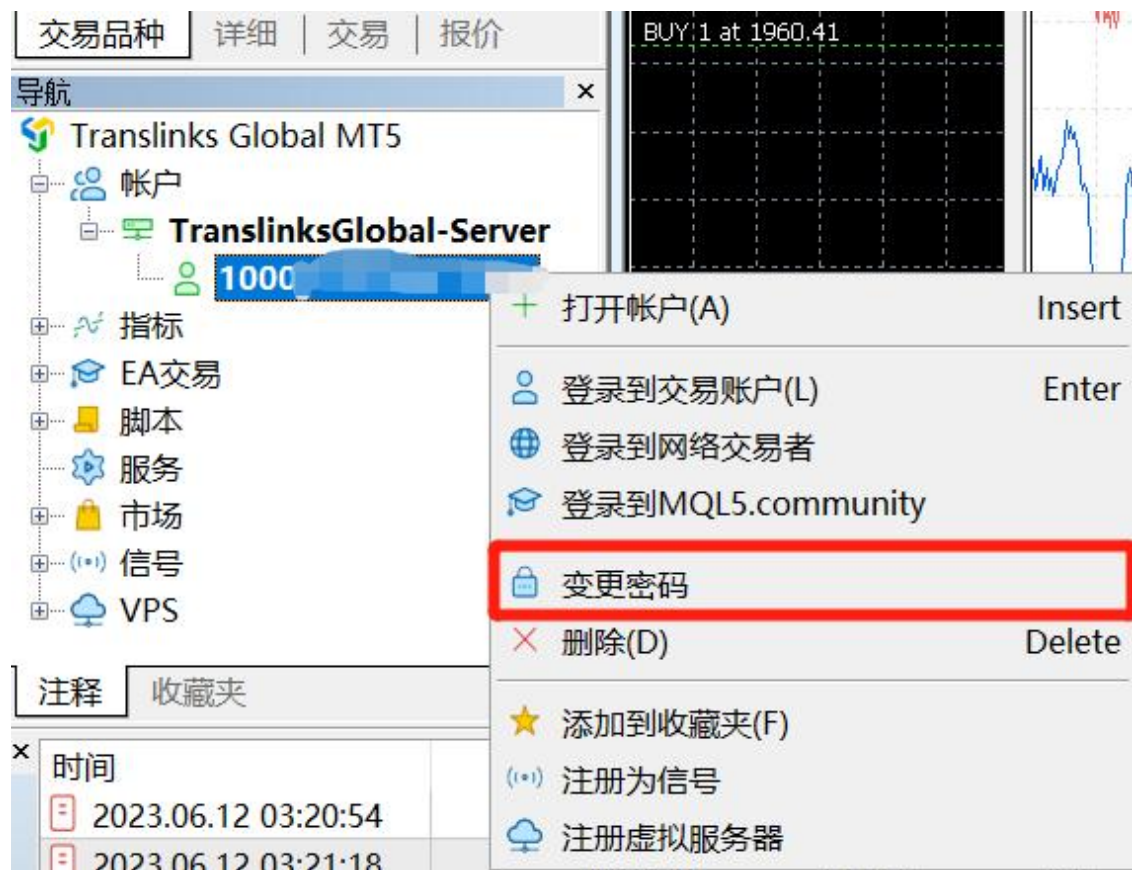 交易品种 | 详细 | 交易 | 报价
BUY 1 at 1960.41
导航
Translinks Global MT5
帐户
TranslinksGlobal-Server
1000
指标
EA交易
脚本
服务
市场
信号
VPS
打开帐户(A) Insert
登录到交易账户(L) Enter
登录到网络交易者
登录到MQL5.community
变更密码
删除(D) Delete
添加到收藏夹(F)
注册为信号
注册虚拟服务器
注释 收藏夹
时间
2023.06.12 03:20:54
2023.06.12 03:21:18